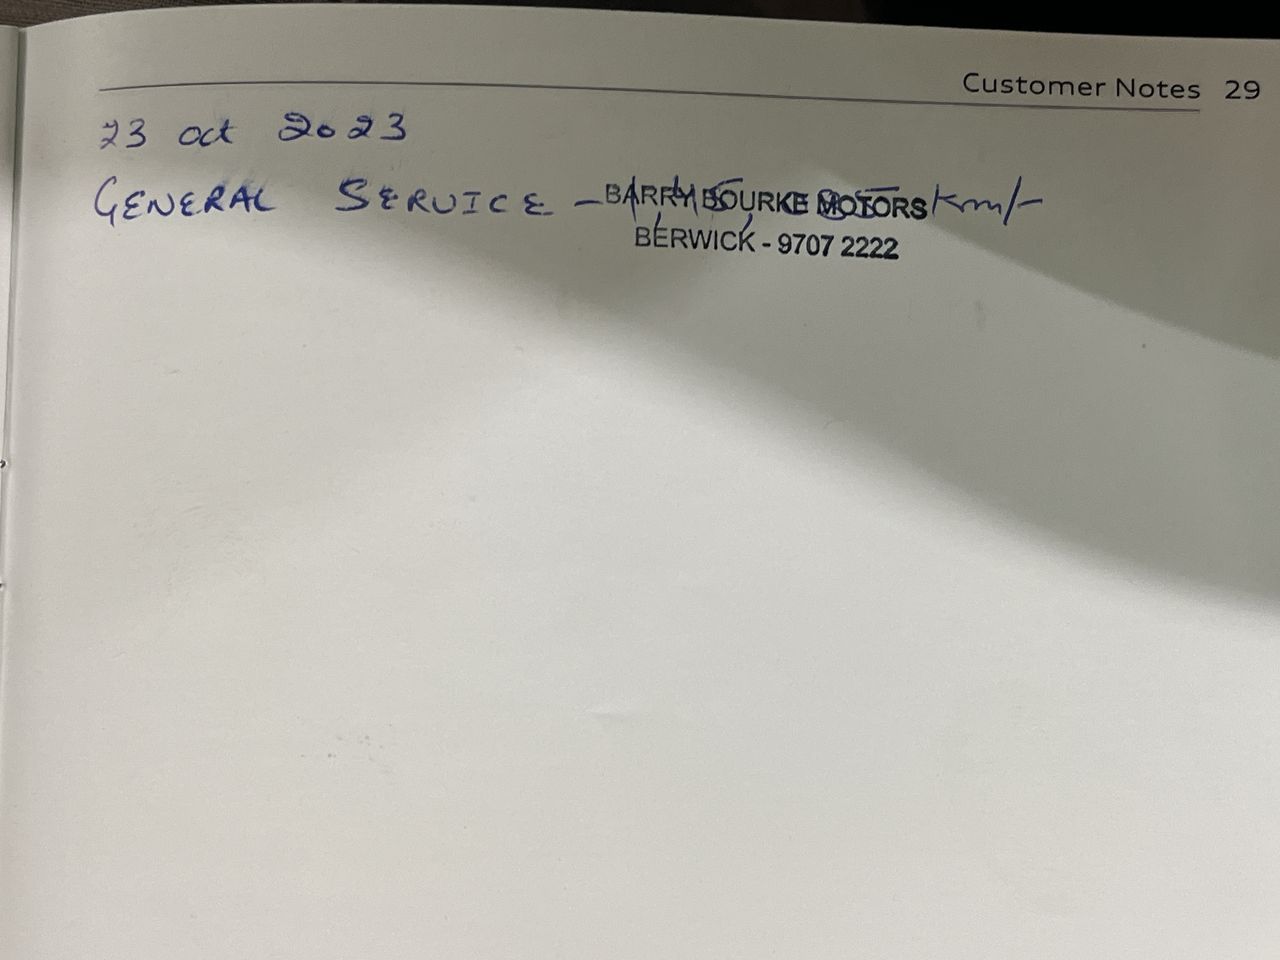 Customer Notes 29
23 Oct 2023
GENERAL SERVICE - BARRY BOURKE MOTORS Km/-
BERWICK - 9707 2222